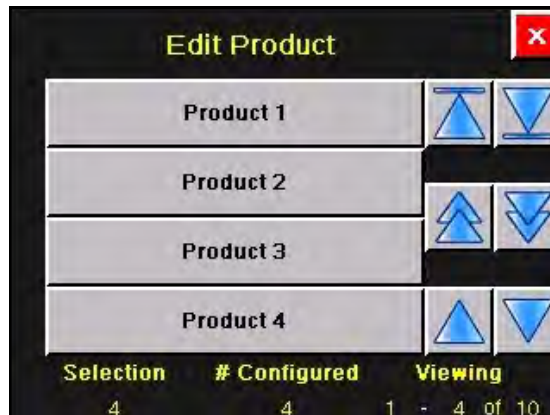 Edit Product
Product 1
Product 2
Product 3
Product 4
Selection # Configured Viewing
4 4 1 - 4 of 10